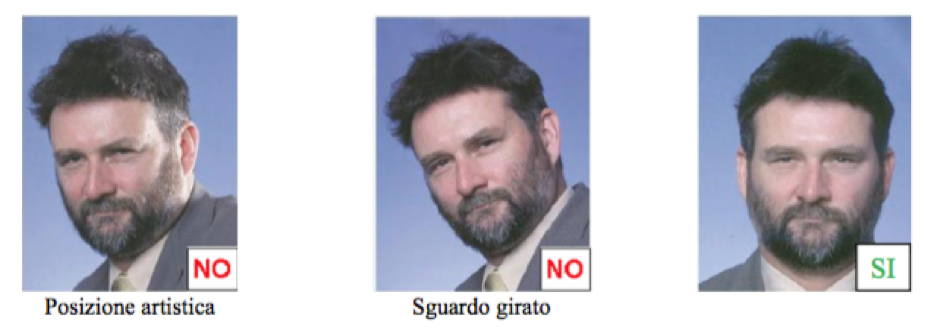 NO
NO
SI
Posizione artistica
Sguardo girato